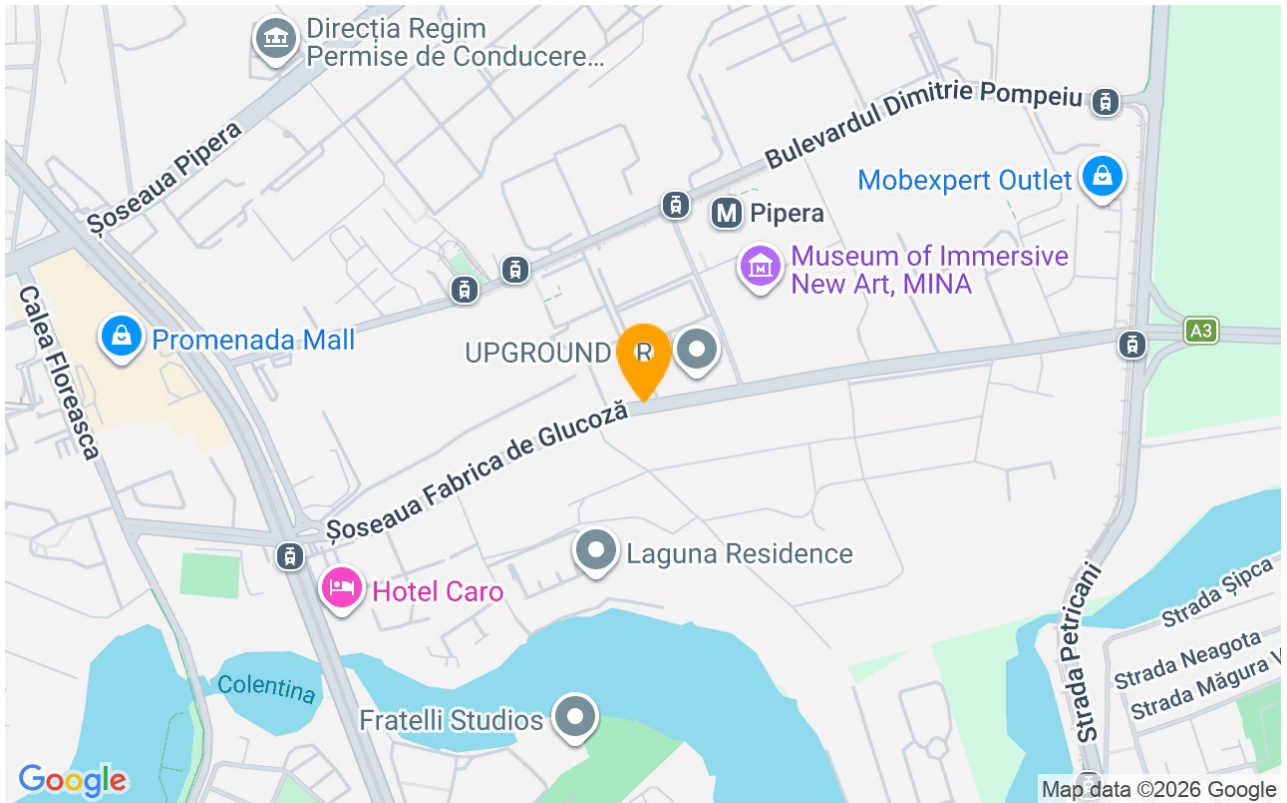 Direcția Regim
Permise de Conducere...
Șoseaua Pipera
Bulevardul Dimitrie Pompeiu
Mobexpert Outlet
M Pipera
Museum of Immersive
New Art, MINA
Calea Floreasca
Promenada Mall
UPGROUND R
A3
Șoseaua Fabrica de Glucoză
Laguna Residence
Hotel Caro
Strada Petricani
Strada Șipca
Strada Neagota
Strada Măgura V
Colentina
Fratelli Studios
Google
Map data ©2026 Google